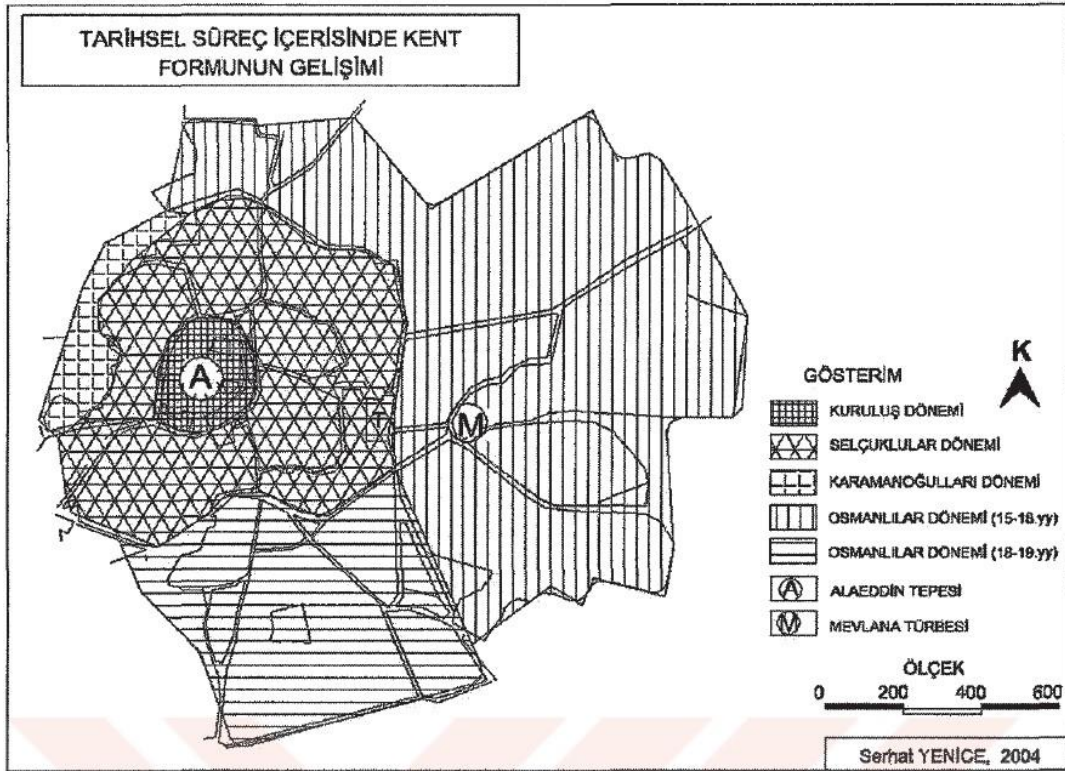 TARİHSEL SÜREÇ İÇERİSİNDE KENT
FORMUNUN GELİŞİMİ
A
M
K
GÖSTERİM
KURULUŞ DÖNEMİ
SELÇUKLULAR DÖNEMİ
KARAMANOĞULLARI DÖNEMİ
OSMANLILAR DÖNEMİ (15-16.yy)
OSMANLILAR DÖNEMİ (18-19.yy)
A ALAEDDİN TEPESİ
M MEVLANA TÜRBESİ
ÖLÇEK
0 200 400 600
Serhat YENİCE, 2004